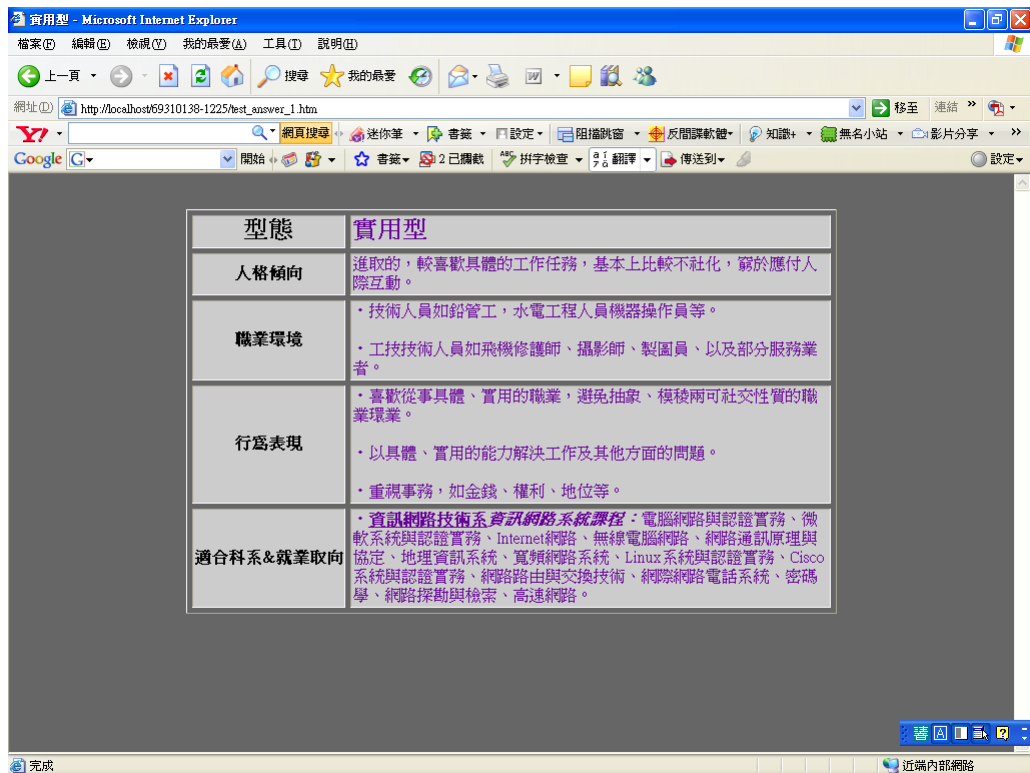 實用型 - Microsoft Internet Explorer
檔案(F) 編輯(E) 檢視(V) 我的最愛(A) 工具(T) 說明(H)
上一頁 搜尋 我的最愛
網址(D) http://localhost/69310138-1225/test_answer_1.htm 移至 連結 »
Y7 網頁搜尋 迷你筆 書籤 設定 阻擋跳窗 反間諜軟體 知識+ 無名小站 影片分享 »
Google G 開始 書籤 2 已攔截 拼字檢查 翻譯 傳送到 設定
型態 實用型
人格傾向 進取的,較喜歡具體的工作任務,基本上比較不社化,窮於應付人
際互動。
職業環境 ‧技術人員如鉛管工,水電工程人員機器操作員等。
‧工技技術人員如飛機修護師、攝影師、製圖員、以及部分服務業
者。
行為表現 ‧喜歡從事具體、實用的職業,避免抽象、模稜兩可社交性質的職
業環業。
‧以具體、實用的能力解決工作及其他方面的問題。
‧重視事務,如金錢、權利、地位等。
適合科系&就業取向 ‧資訊網路技術系資訊網路系統課程:電腦網路與認證實務、微
軟系統與認證實務、Internet網路、無線電腦網路、網路通訊原理與
協定、地理資訊系統、寬頻網路系統、Linux系統與認證實務、Cisco
系統與認證實務、網路路由與交換技術、網際網路電話系統、密碼
學、網路探勘與檢索、高速網路。
A
完成 近端內部網路